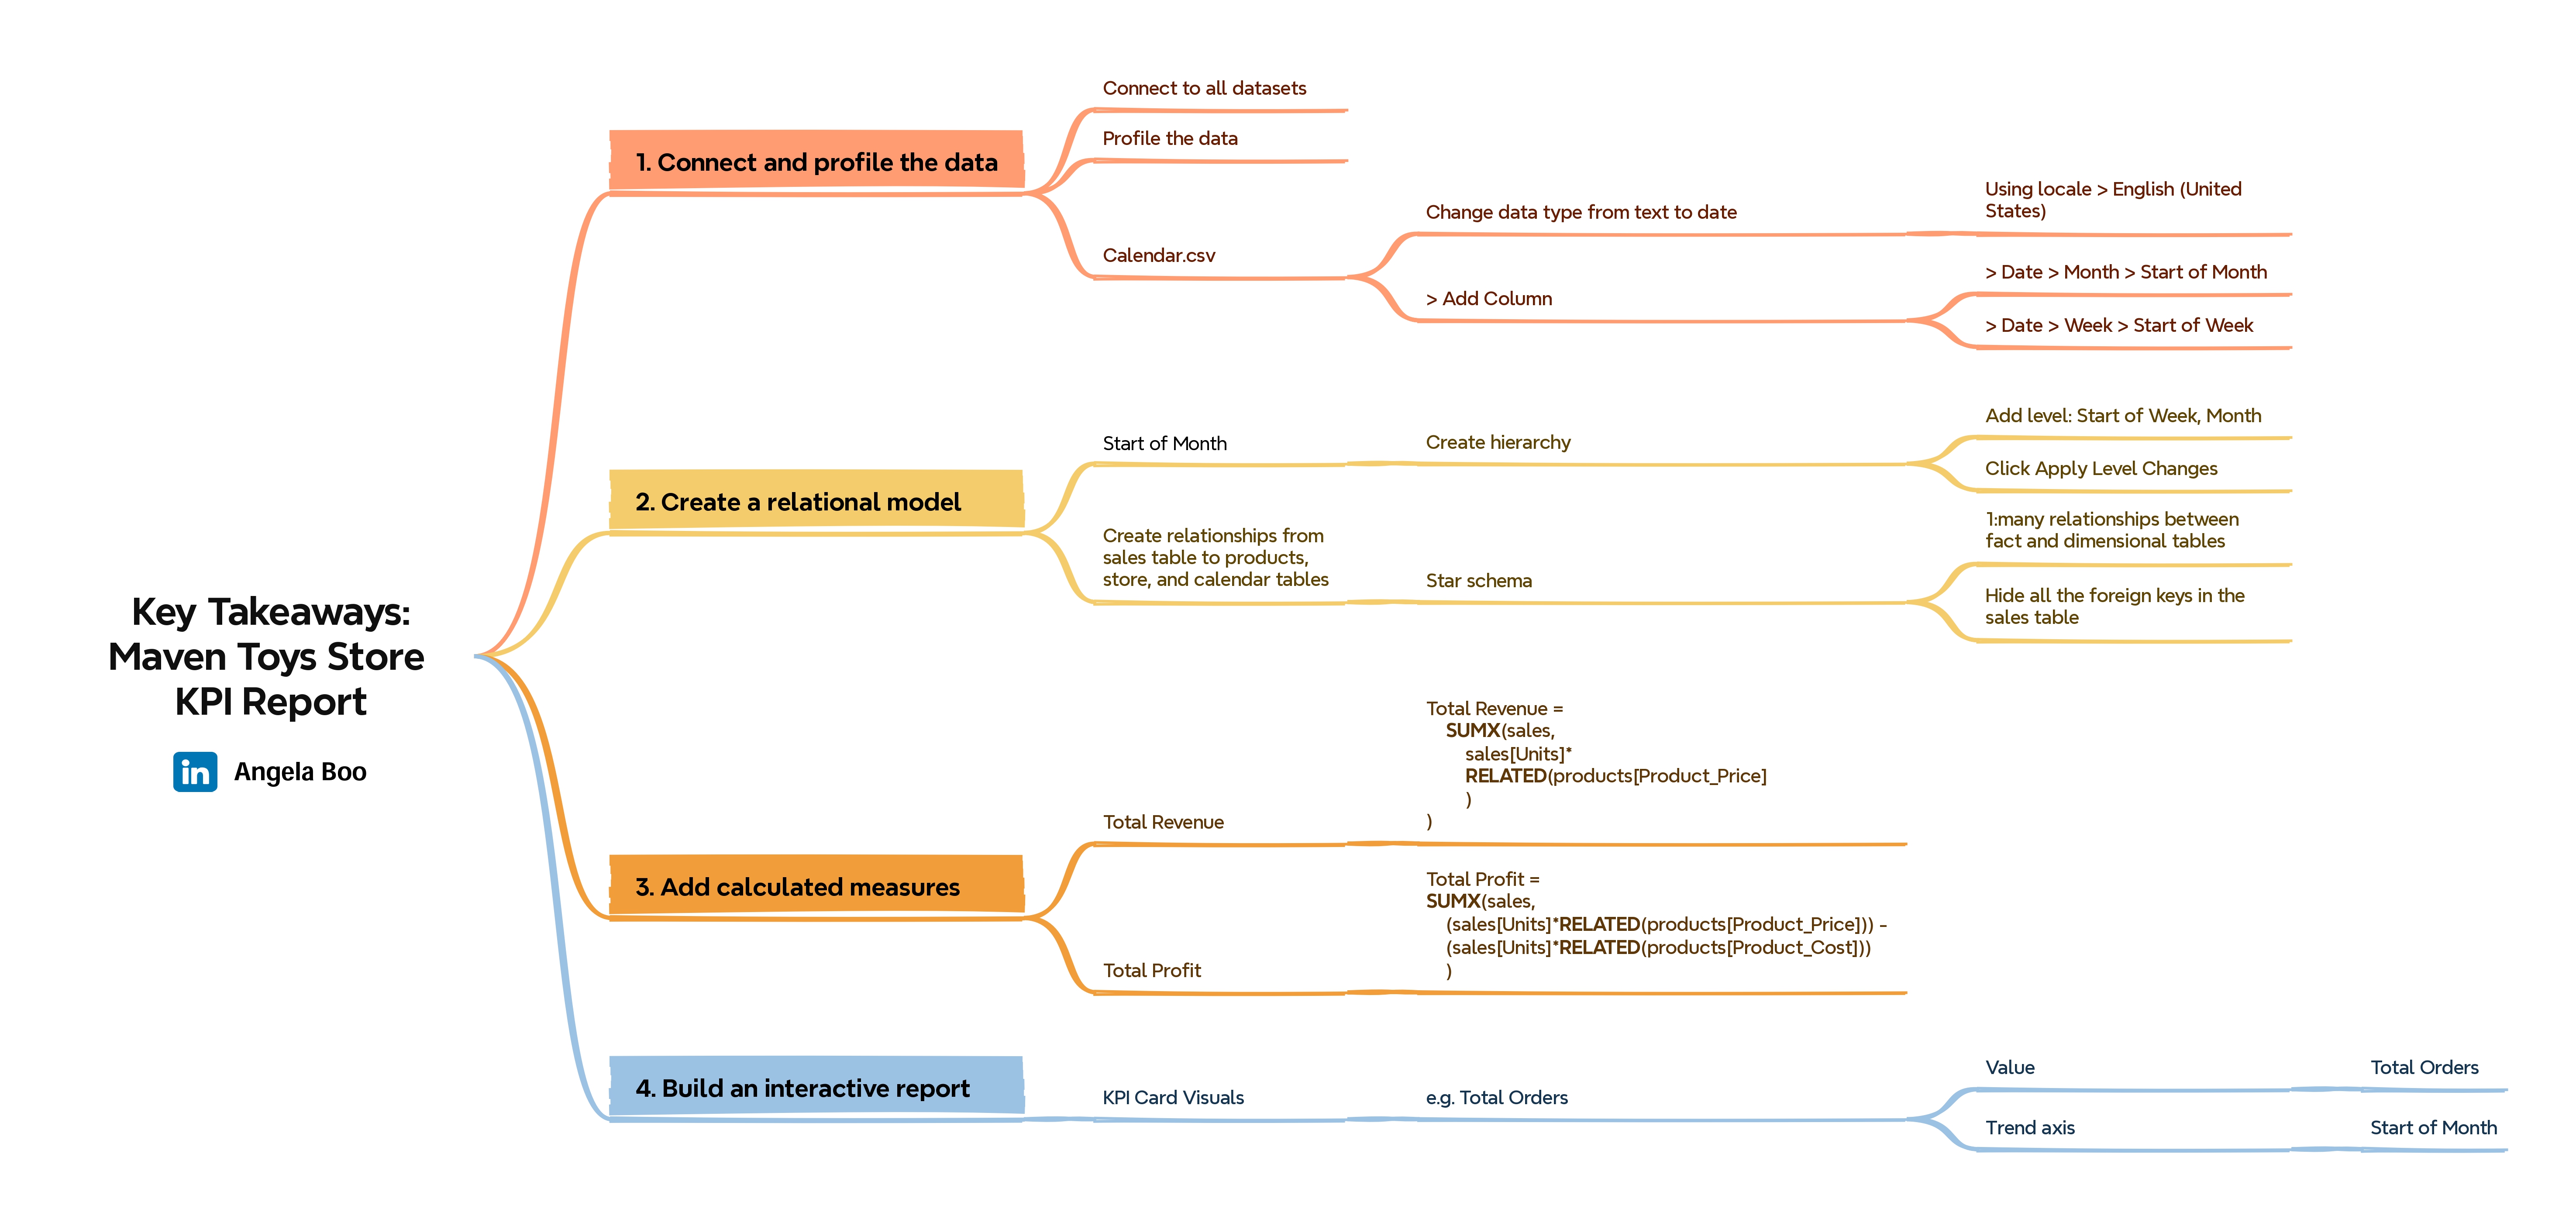 Key Takeaways:
Maven Toys Store
KPI Report
in Angela Boo
1. Connect and profile the data
Connect to all datasets
Profile the data
Calendar.csv
Change data type from text to date
Using locale > English (United
States)
> Add Column
> Date > Month > Start of Month
> Date > Week > Start of Week
2. Create a relational model
Start of Month
Create hierarchy
Add level: Start of Week, Month
Click Apply Level Changes
Create relationships from
sales table to products,
store, and calendar tables
Star schema
1:many relationships between
fact and dimensional tables
Hide all the foreign keys in the
sales table
3. Add calculated measures
Total Revenue
Total Revenue =
SUMX(sales,
sales[Units]*
RELATED(products[Product_Price]
)
)
Total Profit
Total Profit =
SUMX(sales,
(sales[Units]*RELATED(products[Product_Price])) -
(sales[Units]*RELATED(products[Product_Cost]))
)
4. Build an interactive report
KPI Card Visuals
e.g. Total Orders
Value
Total Orders
Trend axis
Start of Month